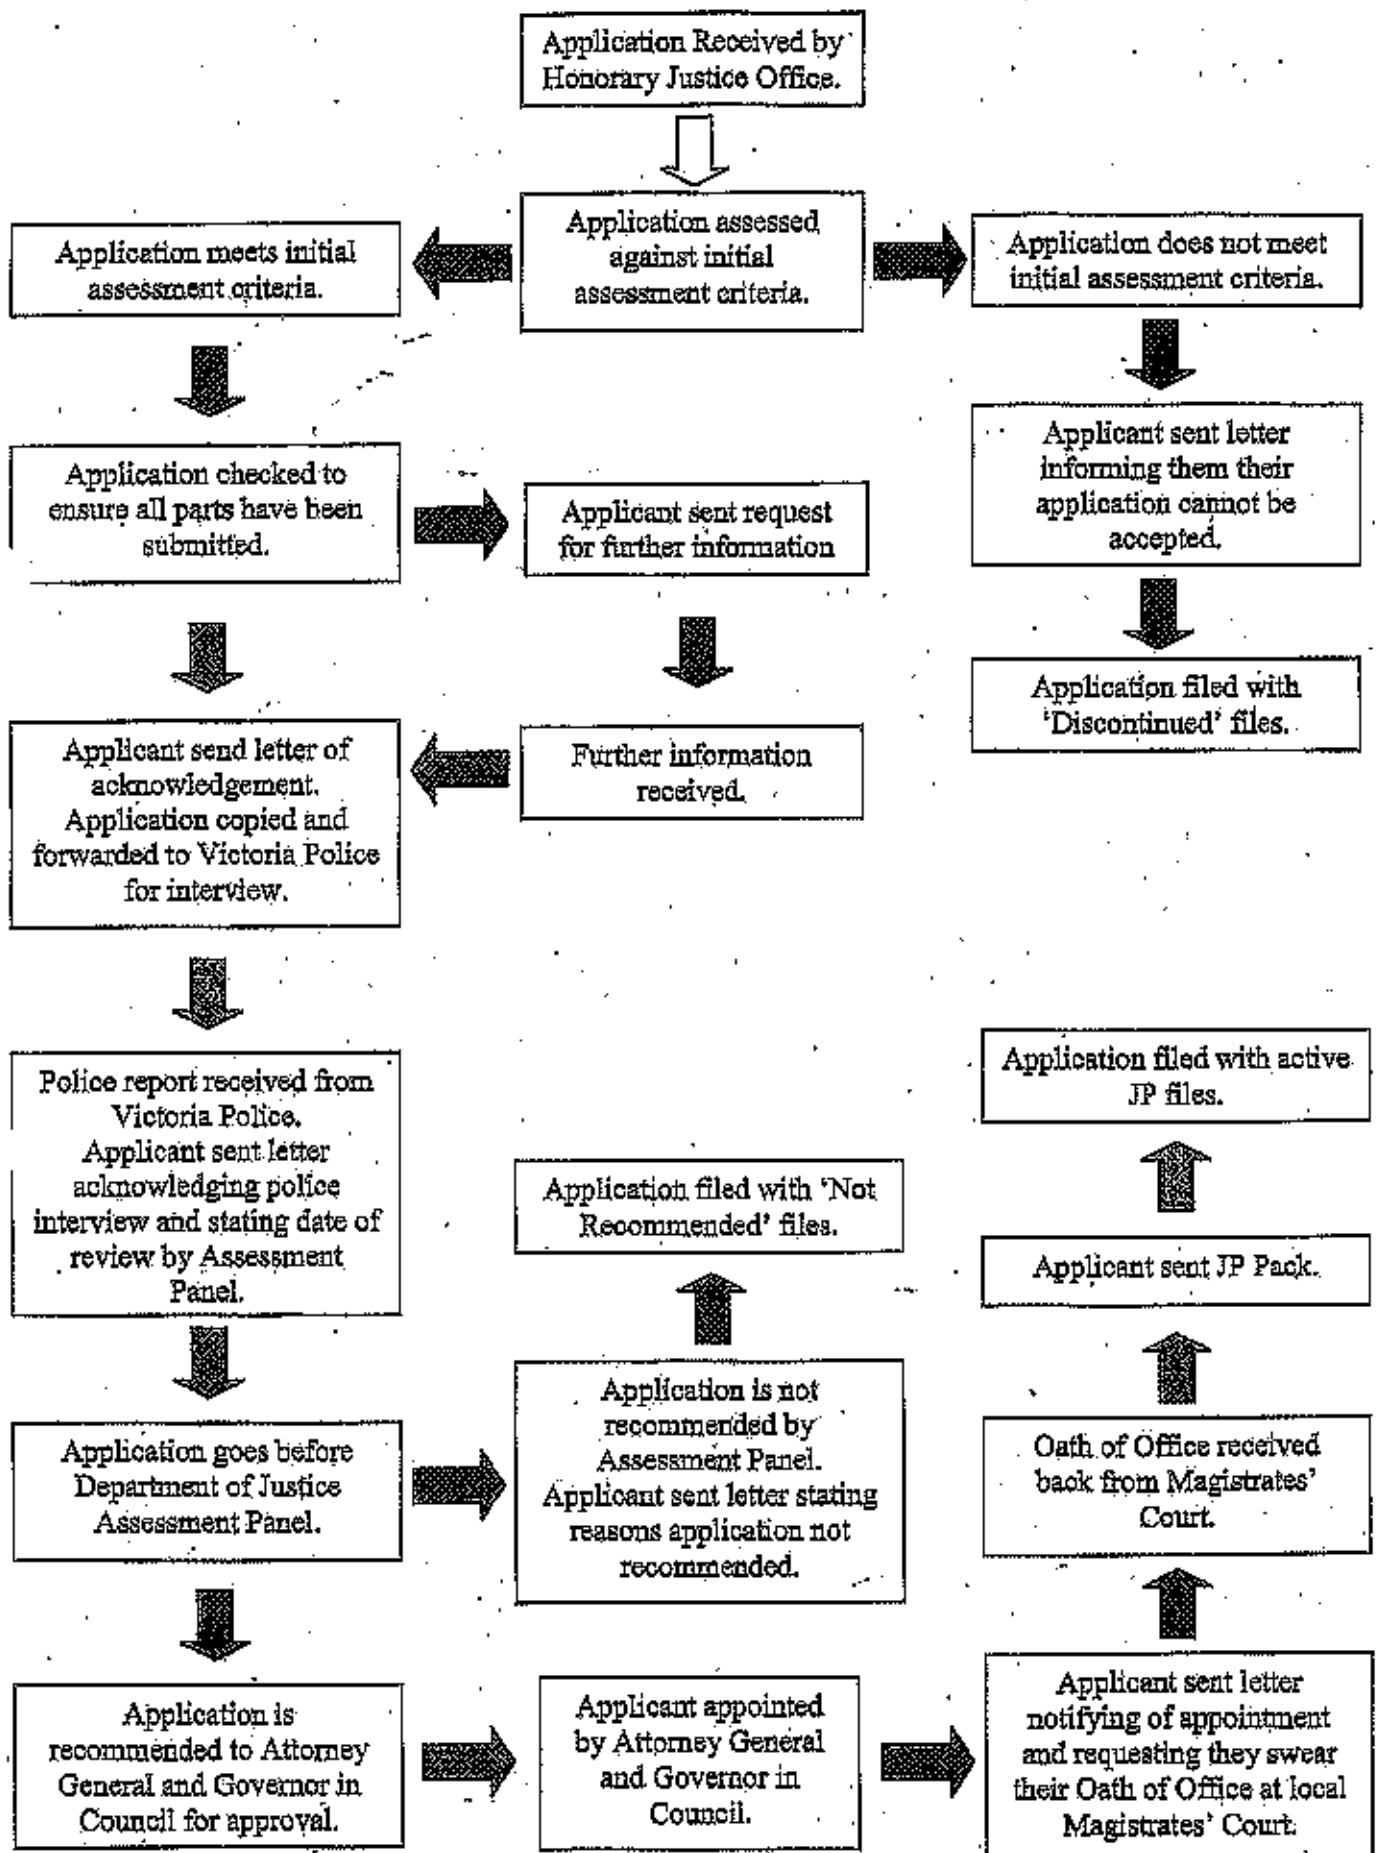 Application Received by
Honorary Justice Office.
Application meets initial
assessment criteria.
Application assessed
against initial
assessment criteria.
Application does not meet
initial assessment criteria.
Application checked to
ensure all parts have been
submitted.
Applicant sent request
for further information
Applicant sent letter
informing them their
application cannot be
accepted.
Applicant send letter of
acknowledgement.
Application copied and
forwarded to Victoria Police
for interview.
Further information
received.
Application filed with
'Discontinued' files.
Police report received from
Victoria Police.
Applicant sent letter
acknowledging police
interview and stating date of
review by Assessment
Panel.
Application filed with 'Not
Recommended' files.
Application filed with active
JP files.
Applicant sent JP Pack.
Application goes before
Department of Justice
Assessment Panel.
Application is not
recommended by
Assessment Panel.
Applicant sent letter stating
reasons application not
recommended.
Oath of Office received
back from Magistrates'
Court.
Application is
recommended to Attorney
General and Governor in
Council for approval.
Applicant appointed
by Attorney General
and Governor in
Council.
Applicant sent letter
notifying of appointment
and requesting they swear
their Oath of Office at local
Magistrates' Court.